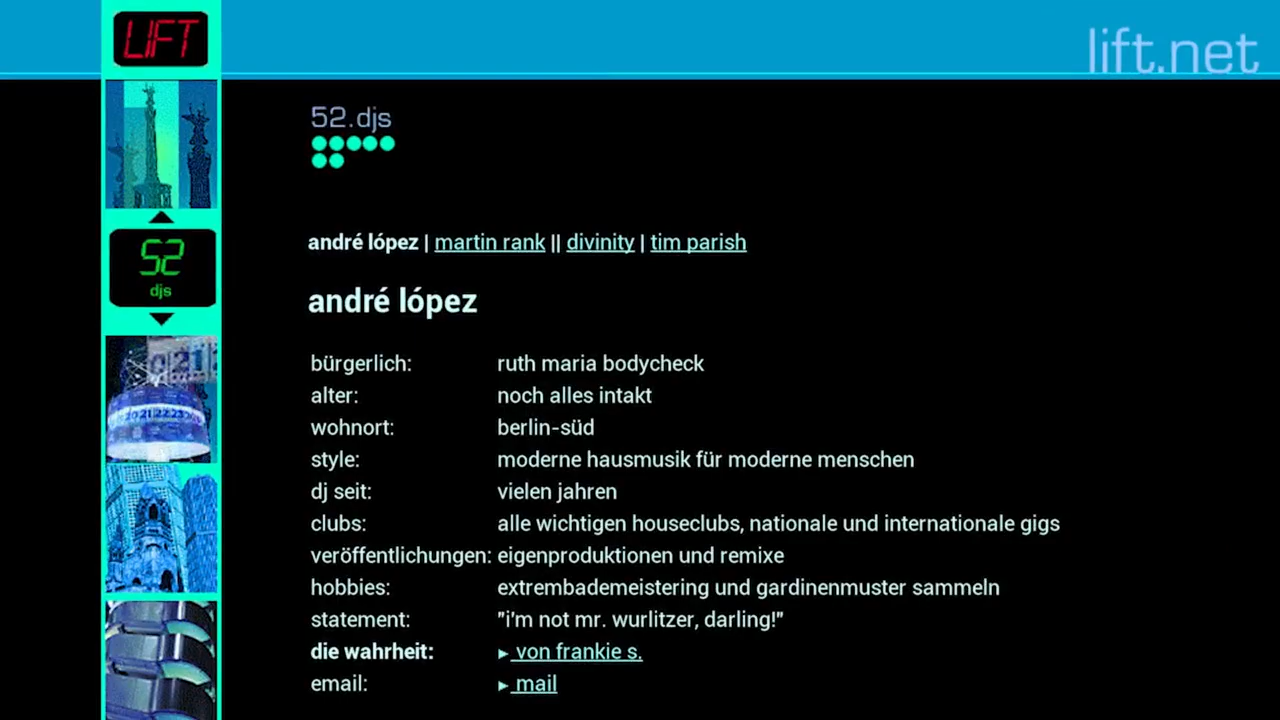 LIFT
lift.net
52.djs
52
djs
andré lópez | martin rank || divinity | tim parish
andré lópez
bürgerlich: ruth maria bodycheck
alter: noch alles intakt
wohnort: berlin-süd
style: moderne hausmusik für moderne menschen
dj seit: vielen jahren
clubs: alle wichtigen houseclubs, nationale und internationale gigs
veröffentlichungen: eigenproduktionen und remixe
hobbies: extrembademeistering und gardinenmuster sammeln
statement: "i'm not mr. wurlitzer, darling!"
die wahrheit: ▸ von frankie s.
email: ▸ mail